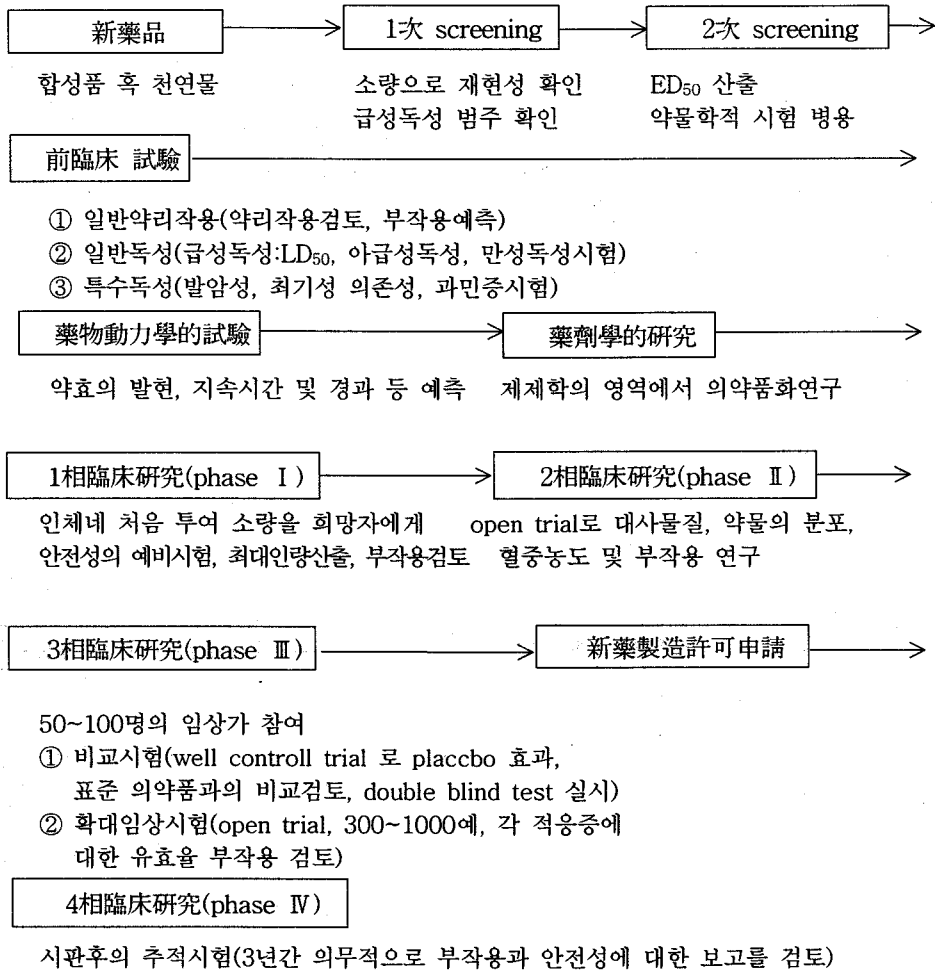 新藥品 1次 screening 2次 screening
합성품 혹 천연물 소량으로 재현성 확인 ED₅₀ 산출
급성독성 범주 확인 약물학적 시험 병용
前臨床 試驗
① 일반약리작용(약리작용검토, 부작용예측)
② 일반독성(급성독성:LD₅₀, 아급성독성, 만성독성시험)
③ 특수독성(발암성, 최기성 의존성, 과민증시험)
藥物動力學的試驗 藥劑學的研究
약효의 발현, 지속시간 및 경과 등 예측 제제학의 영역에서 의약품화연구
1相臨床研究(phase Ⅰ) 2相臨床研究(phase Ⅱ)
인체네 처음 투여 소량을 희망자에게 open trial로 대사물질, 약물의 분포,
안전성의 예비시험, 최대인량산출, 부작용검토 혈중농도 및 부작용 연구
3相臨床研究(phase Ⅲ) 新藥製造許可申請
50~100명의 임상가 참여
① 비교시험(well controll trial 로 placcbo 효과,
표준 의약품과의 비교검토, double blind test 실시)
② 확대임상시험(open trial, 300~1000예, 각 적응증에
대한 유효율 부작용 검토)
4相臨床研究(phase Ⅳ)
시판후의 추적시험(3년간 의무적으로 부작용과 안전성에 대한 보고를 검토)